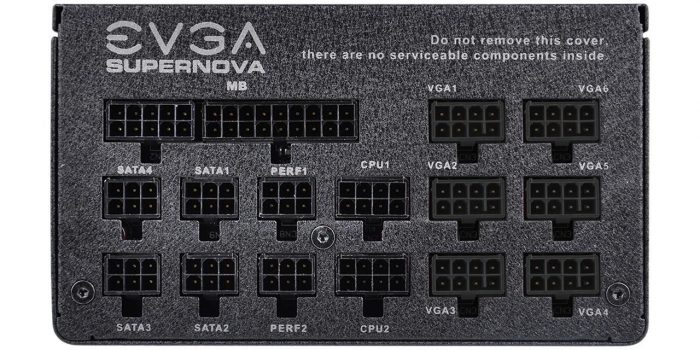 EVGA
SUPERNOVA
Do not remove this cover.
there are no serviceable components inside.
MB
VGA1
VGA6
SATA4
SATA1
PERF1
CPU1
VGA2
VGA5
SATA3
SATA2
PERF2
CPU2
VGA3
VGA4